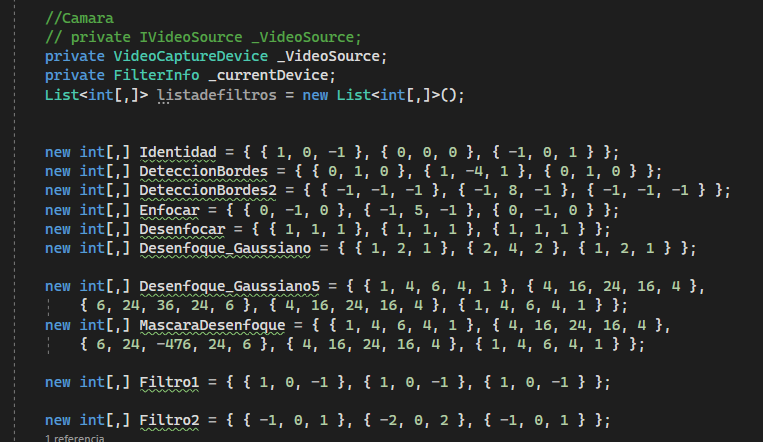 //Camara
// private IVideoSource _VideoSource;
private VideoCaptureDevice _VideoSource;
private FilterInfo _currentDevice;
List<int[,]> listadefiltros = new List<int[,]>();
new int[,] Identidad = { { 1, 0, -1 }, { 0, 0, 0 }, { -1, 0, 1 } };
new int[,] DeteccionBordes = { { 0, 1, 0 }, { 1, -4, 1 }, { 0, 1, 0 } };
new int[,] DeteccionBordes2 = { { -1, -1, -1 }, { -1, 8, -1 }, { -1, -1, -1 } };
new int[,] Enfocar = { { 0, -1, 0 }, { -1, 5, -1 }, { 0, -1, 0 } };
new int[,] Desenfocar = { { 1, 1, 1 }, { 1, 1, 1 }, { 1, 1, 1 } };
new int[,] Desenfoque_Gaussiano = { { 1, 2, 1 }, { 2, 4, 2 }, { 1, 2, 1 } };
new int[,] Desenfoque_Gaussiano5 = { { 1, 4, 6, 4, 1 }, { 4, 16, 24, 16, 4 },
{ 6, 24, 36, 24, 6 }, { 4, 16, 24, 16, 4 }, { 1, 4, 6, 4, 1 } };
new int[,] MascaraDesenfoque = { { 1, 4, 6, 4, 1 }, { 4, 16, 24, 16, 4 },
{ 6, 24, -476, 24, 6 }, { 4, 16, 24, 16, 4 }, { 1, 4, 6, 4, 1 } };
new int[,] Filtro1 = { { 1, 0, -1 }, { 1, 0, -1 }, { 1, 0, -1 } };
new int[,] Filtro2 = { { -1, 0, 1 }, { -2, 0, 2 }, { -1, 0, 1 } };
1 referencia